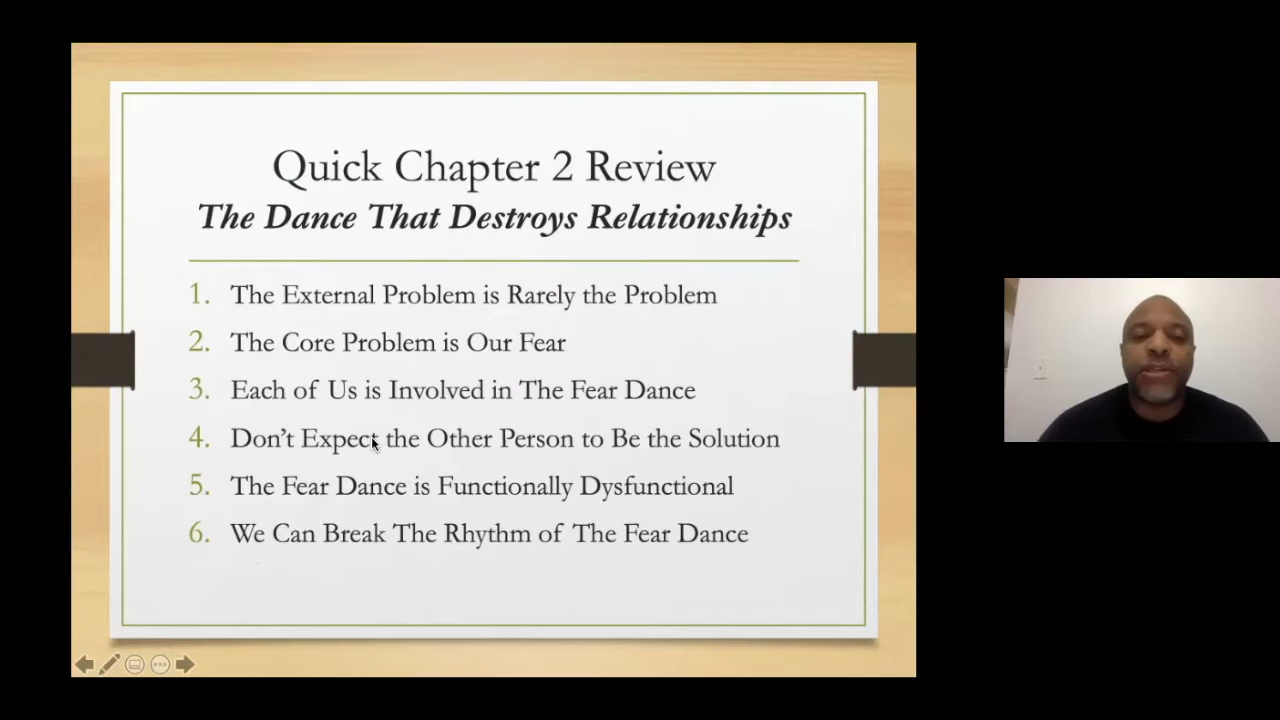 Quick Chapter 2 Review
The Dance That Destroys Relationships
1. The External Problem is Rarely the Problem
2. The Core Problem is Our Fear
3. Each of Us is Involved in The Fear Dance
4. Don’t Expect the Other Person to Be the Solution
5. The Fear Dance is Functionally Dysfunctional
6. We Can Break The Rhythm of The Fear Dance